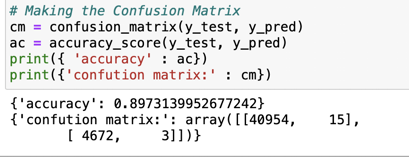 # Making the Confusion Matrix
cm = confusion_matrix(y_test, y_pred)
ac = accuracy_score(y_test, y_pred)
print({ 'accuracy' : ac})
print({'confution matrix:' : cm})
{'accuracy': 0.8973139952677242}
{'confution matrix:': array([[40954,    15],
       [ 4672,     3]])}